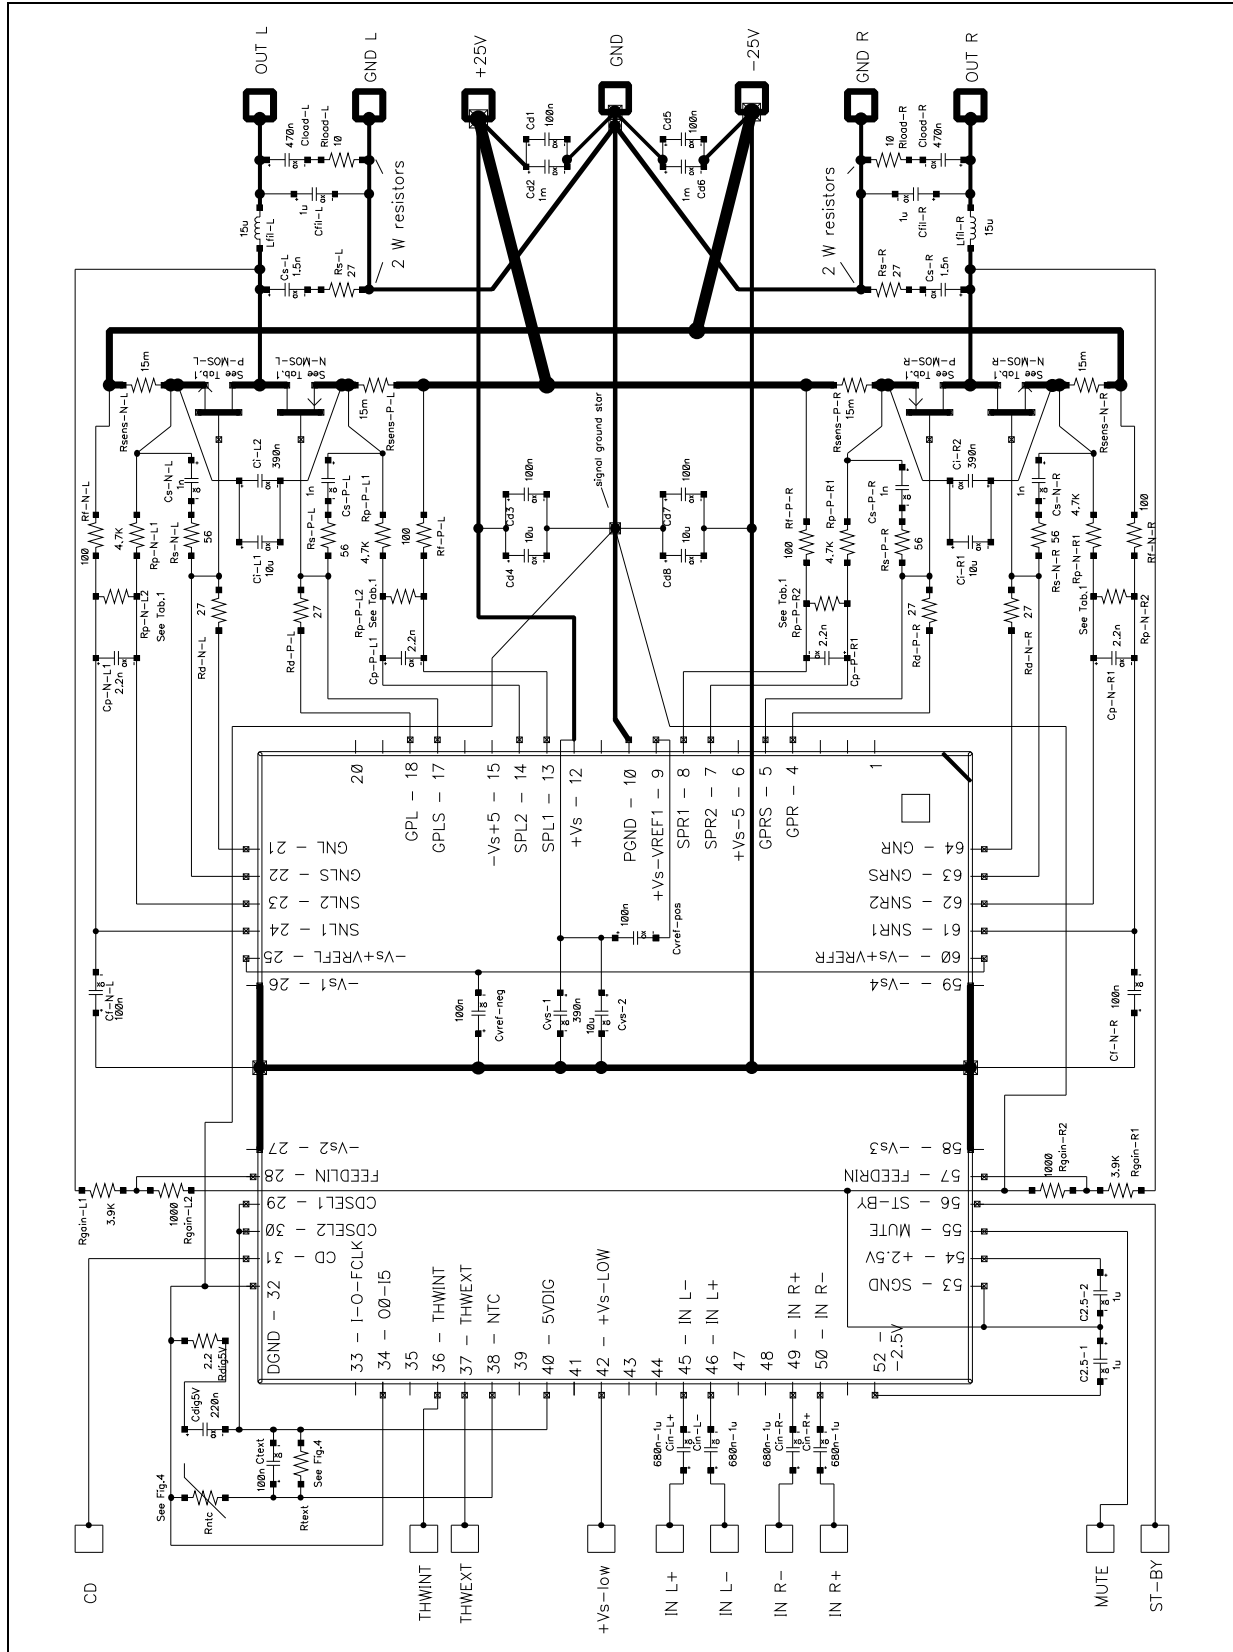 OUT L
GND L
+25V
GND
-25V
GND R
OUT R
470n
Cload-L
Rload-L
10
Cd1
100n
Cd5
100n
10
Rload-R
Cload-R
470n
1u
Cfil-L
Cd2
1m
1m
Cd6
1u
Cfil-R
15u
Lfil-L
2 W resistors
2 W resistors
Lfil-R
15u
Cs-L
1.5n
Rs-L
27
Rs-R
27
Cs-R
1.5n
15m
Rsens-N-L
See Tab.1
P-MOS-L
See Tab.1
N-MOS-L
15m
Rsens-P-L
15m
Rsens-P-R
See Tab.1
P-MOS-R
See Tab.1
N-MOS-R
15m
Rsens-N-R
signal ground star
Rf-N-L
100
4.7K
Rp-N-L1
Cs-N-L
1n
Rs-N-L
56
Ci-L2
390n
Ci-L1
10u
1n
Cs-P-L
Rs-P-L
56
Rp-P-L1
4.7K
100
Rf-P-L
Cd3
100n
Cd4
10u
100n
Cd7
10u
Cd8
Rf-P-R
100
Rp-P-R1
4.7K
Cs-P-R
1n
Rs-P-R
56
Ci-R2
390n
Ci-R1
10u
1n
Cs-N-R
Rs-N-R
56
4.7K
Rp-N-R1
100
Rf-N-R
Rp-N-L2
See Tab.1
Cp-N-L1
2.2n
Rd-N-L
27
Rd-P-L
27
Rp-P-L2
See Tab.1
Cp-P-L1
2.2n
See Tab.1
Rp-P-R2
2.2n
Cp-P-R1
27
Rd-P-R
27
Rd-N-R
See Tab.1
Rp-N-R2
2.2n
Cp-N-R1
20
GPL - 18
GPLS - 17
-Vs+5 - 15
SPL2 - 14
SPL1 - 13
+Vs - 12
PGND - 10
+Vs-VREF1 - 9
SPR1 - 8
SPR2 - 7
+Vs-5 - 6
GPRS - 5
GPR - 4
1
21 - GNL
22 - GNLS
23 - SNL2
24 - SNL1
25 - -Vs+VREFL
26 - -Vs1
64 - GNR
63 - GNRS
62 - SNR2
61 - SNR1
60 - -Vs+VREFR
59 - -Vs4
Cf-N-L
100n
100n
Cvref-neg
Cvs-1
390n
10u
Cvs-2
100n
Cvref-pos
100n
Cf-N-R
27 - -Vs2
28 - FEEDLIN
29 - CDSEL1
30 - CDSEL2
31 - CD
DGND - 32
58 - -Vs3
57 - FEEDRIN
56 - ST-BY
55 - MUTE
54 - +2.5V
53 - SGND
Rgain-L1
3.9K
1000
Rgain-L2
1000
Rgain-R2
3.9K
Rgain-R1
33 - I-O-FCLK
34 - O0-I5
35
36 - THWINT
37 - THWEXT
38 - NTC
39
40 - 5VDIG
41
42 - +Vs-LOW
43
44
45 - IN L-
46 - IN L+
47
48
49 - IN R+
50 - IN R-
52 -
-2.5V
C2.5-2
1u
C2.5-1
1u
2.2
Rdig5V
Cdig5V
220n
100n
Ctext
See Fig.4
Rtext
See Fig.4
Rntc
680n-1u
Cin-L+
Cin-L-
680n-1u
680n-1u
Cin-R-
Cin-R+
680n-1u
CD
THWINT
THWEXT
+Vs-low
IN L+
IN L-
IN R-
IN R+
MUTE
ST-BY